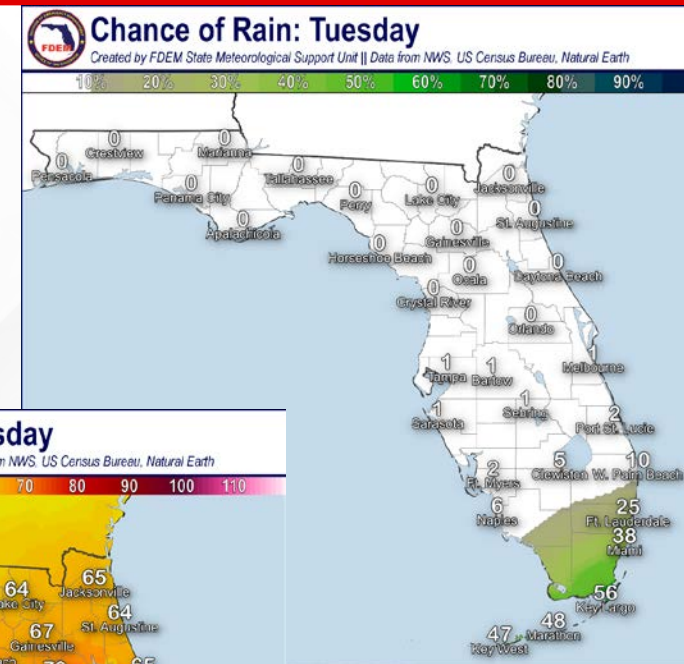 FDEM
Chance of Rain: Tuesday
Created by FDEM State Meteorological Support Unit || Data from NWS, US Census Bureau, Natural Earth
10% 20% 30% 40% 50% 60% 70% 80% 90%
0 Pensacola
0 Crestview
0 Marianna
0 Panama City
0 Apalachicola
0 Tallahassee
0 Perry
0 Lake City
0 Jacksonville
0 St. Augustine
0 Gainesville
0 Horseshoe Beach
0 Ocala
0 Daytona Beach
0 Crystal River
0 Orlando
1 Melbourne
1 Tampa
1 Bartow
1 Sebring
1 Sarasota
2 Port St. Lucie
2 Ft. Myers
5 Clewiston
10 W. Palm Beach
6 Naples
25 Ft. Lauderdale
38 Miami
56 Key Largo
48 Marathon
47 Key West
sday
NWS, US Census Bureau, Natural Earth
70 80 90 100 110
64
65 Jacksonville
64 St. Augustine
67 Gainesville
65